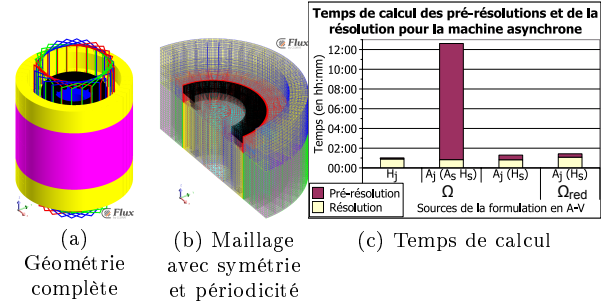 Flux
Flux
Temps de calcul des pré-résolutions et de la
résolution pour la machine asynchrone
Temps (en hh:mm)
12:00
10:00
08:00
06:00
04:00
02:00
00:00
Hj
Aj (As Hs)
Aj (Hs)
Aj (Hs)
Ω
Ωred
Pré-résolution
Résolution
Sources de la formulation en A-V
(a)
Géométrie
complète
(b) Maillage
avec symétrie
et périodicité
(c) Temps de calcul